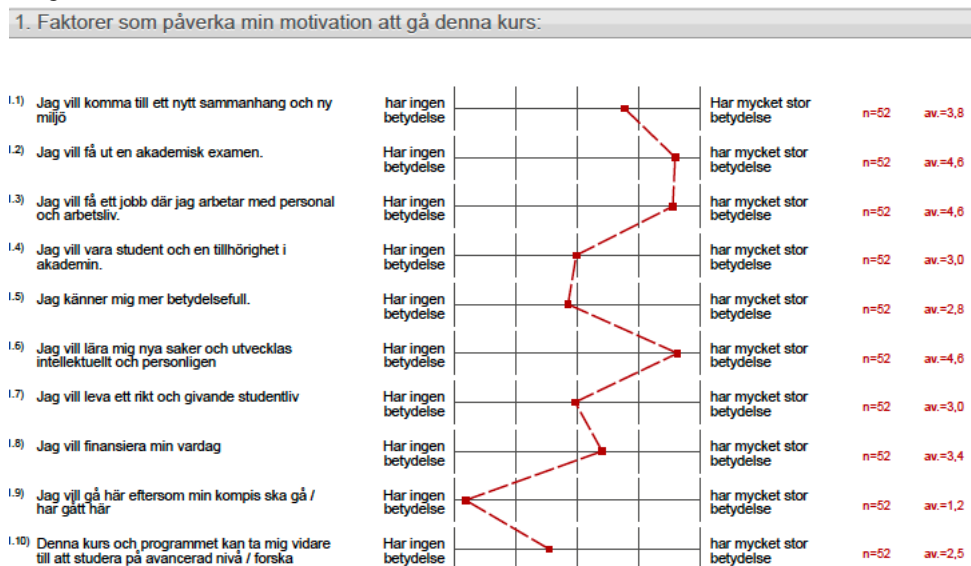 1. Faktorer som påverka min motivation att gå denna kurs:
1.1) Jag vill komma till ett nytt sammanhang och ny miljö har ingen betydelse Har mycket stor betydelse n=52 av.=3,8
1.2) Jag vill få ut en akademisk examen. Har ingen betydelse har mycket stor betydelse n=52 av.=4,6
1.3) Jag vill få ett jobb där jag arbetar med personal och arbetsliv. Har ingen betydelse har mycket stor betydelse n=52 av.=4,6
1.4) Jag vill vara student och en tillhörighet i akademin. Har ingen betydelse har mycket stor betydelse n=52 av.=3,0
1.5) Jag känner mig mer betydelsefull. Har ingen betydelse har mycket stor betydelse n=52 av.=2,8
1.6) Jag vill lära mig nya saker och utvecklas intellektuellt och personligen Har ingen betydelse har mycket stor betydelse n=52 av.=4,6
1.7) Jag vill leva ett rikt och givande studentliv Har ingen betydelse har mycket stor betydelse n=52 av.=3,0
1.8) Jag vill finansiera min vardag Har ingen betydelse har mycket stor betydelse n=52 av.=3,4
1.9) Jag vill gå här eftersom min kompis ska gå / har gått här Har ingen betydelse har mycket stor betydelse n=52 av.=1,2
1.10) Denna kurs och programmet kan ta mig vidare till att studera på avancerad nivå / forska Har ingen betydelse har mycket stor betydelse n=52 av.=2,5